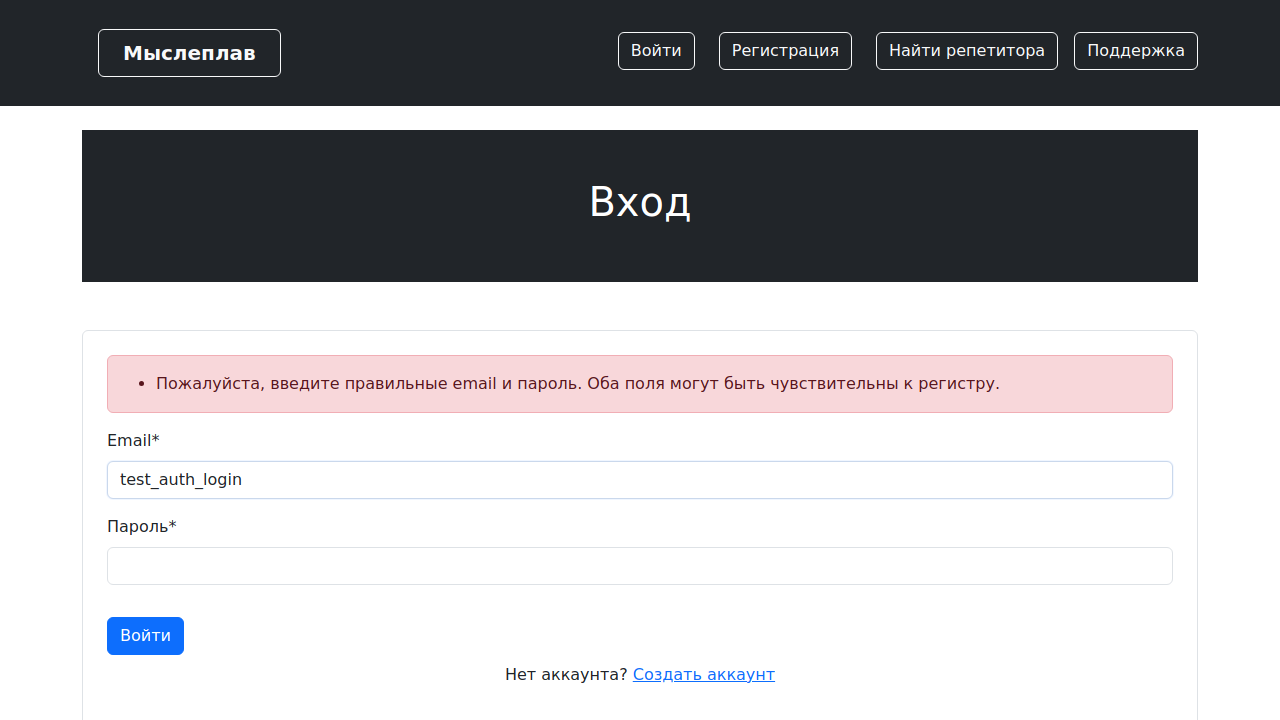 Мыслеплав
Войти
Регистрация
Найти репетитора
Поддержка
Вход
Пожалуйста, введите правильные email и пароль. Оба поля могут быть чувствительны к регистру.
Email*
test_auth_login
Пароль*
Войти
Нет аккаунта? Создать аккаунт